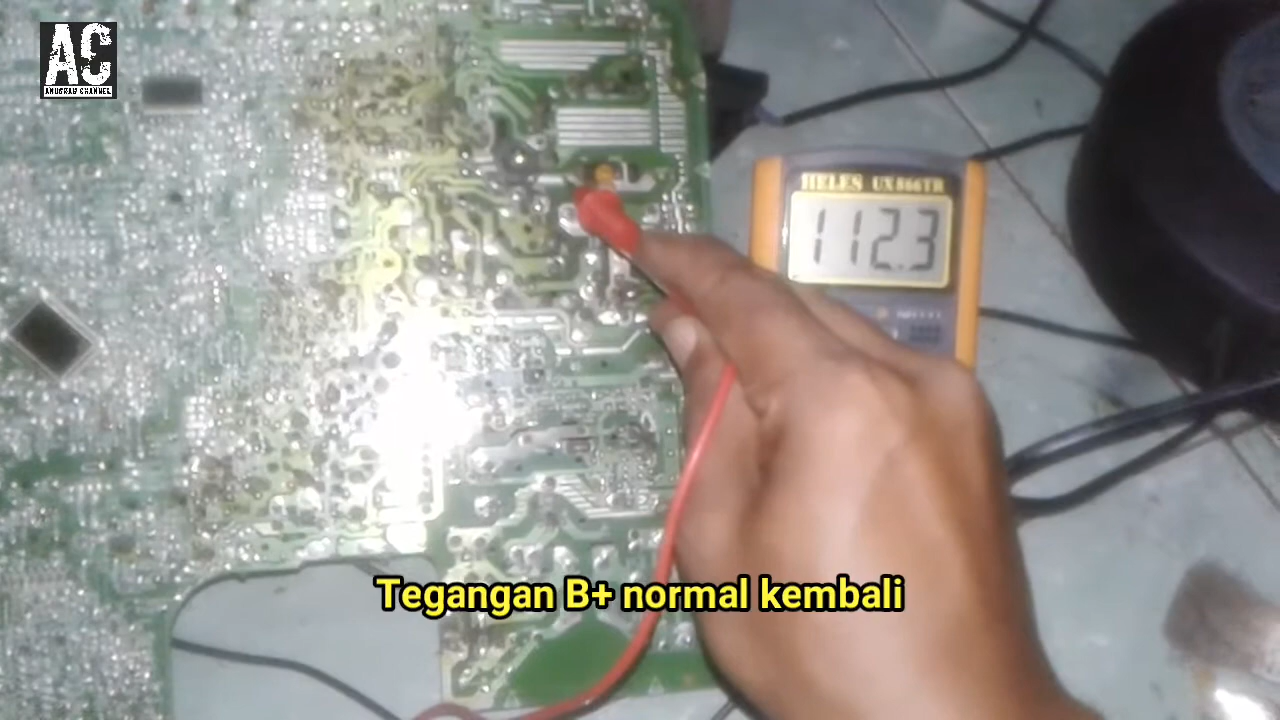 AC
ANUGRAH CHANNEL
HELES UX866TR
112.3
Tegangan B+ normal kembali